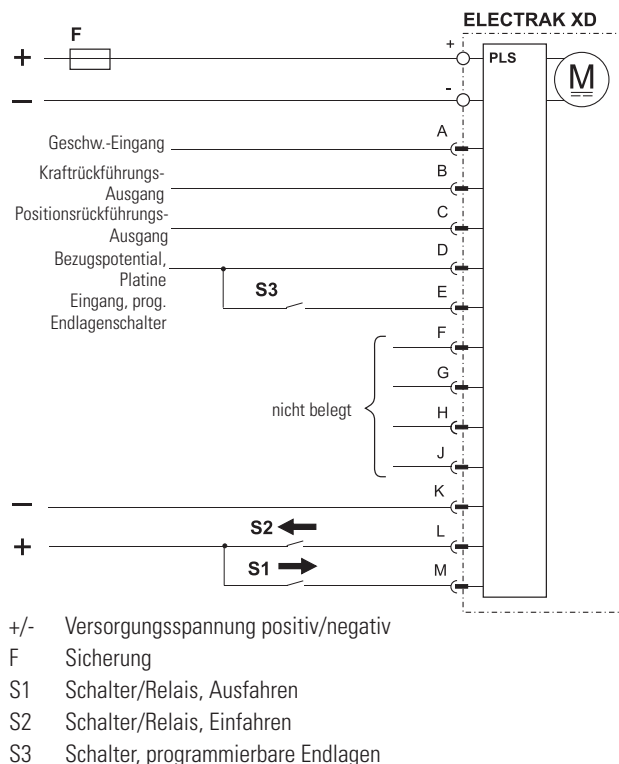 ELECTRAK XD
F
+
+
PLS
M
—
-
A
Geschw.-Eingang
B
Kraftrückführungs-
Ausgang
C
Positionsrückführungs-
Ausgang
D
Bezugspotential,
Platine
S3
E
Eingang, prog.
Endlagenschalter
F
G
nicht belegt
H
J
K
—
S2
L
+
S1
M
+/- Versorgungsspannung positiv/negativ
F Sicherung
S1 Schalter/Relais, Ausfahren
S2 Schalter/Relais, Einfahren
S3 Schalter, programmierbare Endlagen